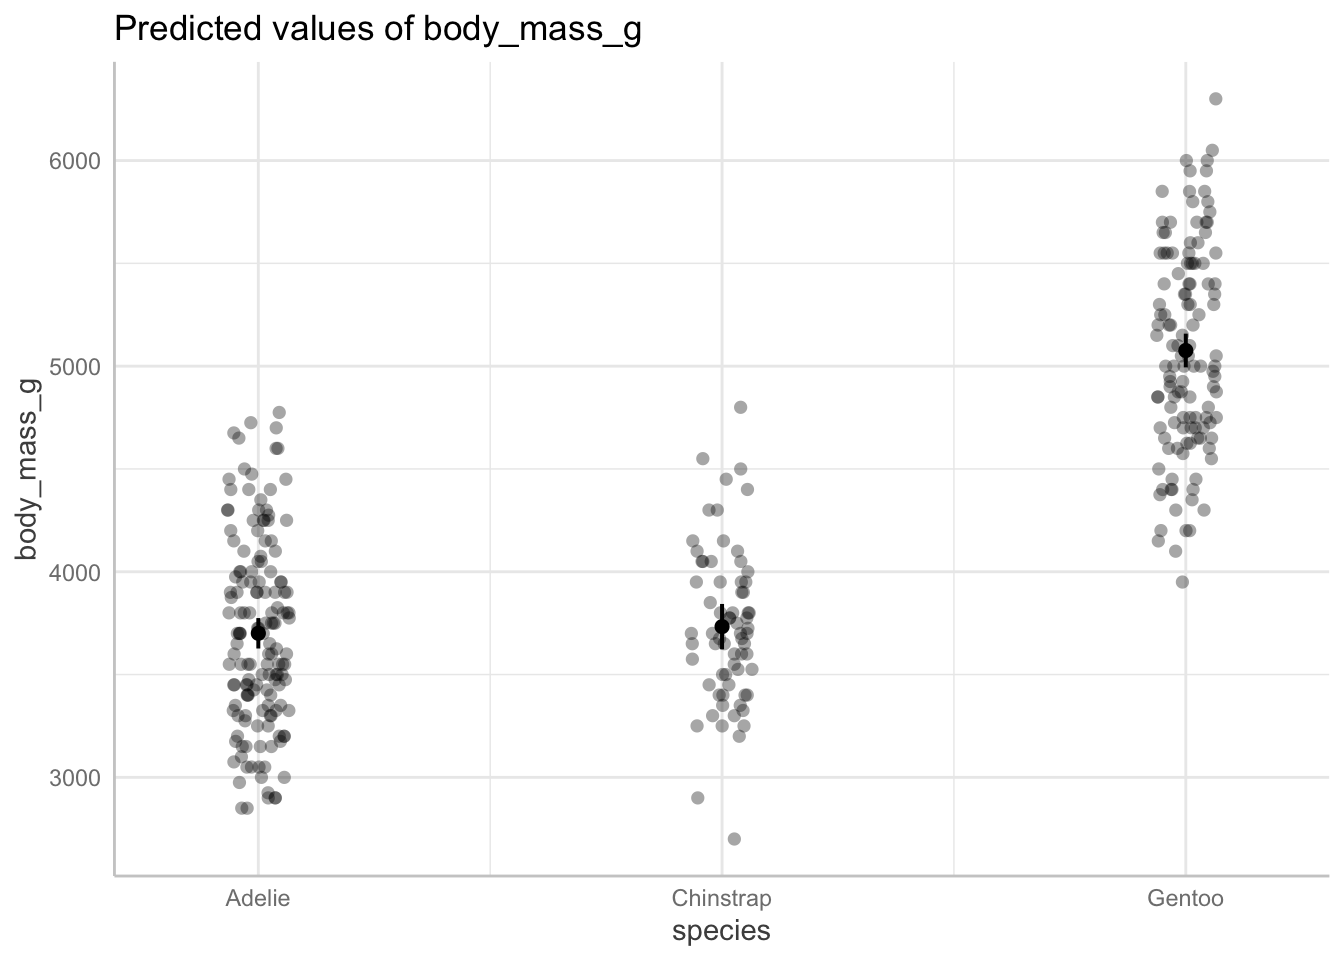 Predicted values of body_mass_g
6000
5000
4000
3000
body_mass_g
Adelie
Chinstrap
Gentoo
species